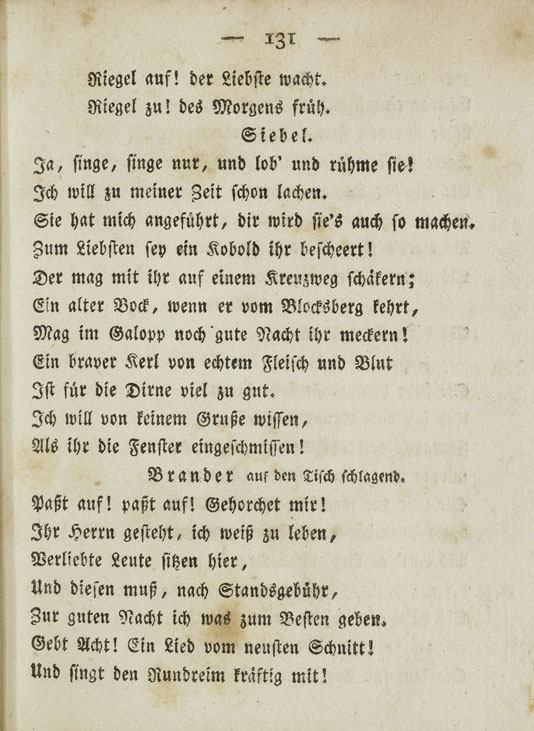 — 131 —
Riegel auf! der Liebste wacht.
Riegel zu! des Morgens früh.
Siebel.
Ja, singe, singe nur, und lob' und rühme sie!
Ich will zu meiner Zeit schon lachen.
Sie hat mich angeführt, dir wird sie's auch so machen.
Zum Liebsten sey ein Kobold ihr bescheert!
Der mag mit ihr auf einem Kreuzweg schäkern;
Ein alter Bock, wenn er vom Blocksberg kehrt,
Mag im Galopp noch gute Nacht ihr meckern!
Ein braver Kerl von echtem Fleisch und Blut
Ist für die Dirne viel zu gut.
Ich will von keinem Gruße wissen,
Als ihr die Fenster eingeschmissen!
Brander auf den Tisch schlagend.
Paßt auf! paßt auf! Gehorchet mir!
Ihr Herrn gesteht, ich weiß zu leben,
Verliebte Leute sitzen hier,
Und diesen muß, nach Standsgebühr,
Zur guten Nacht ich was zum Besten geben.
Gebt Acht! Ein Lied vom neusten Schnitt!
Und singt den Rundreim kräftig mit!